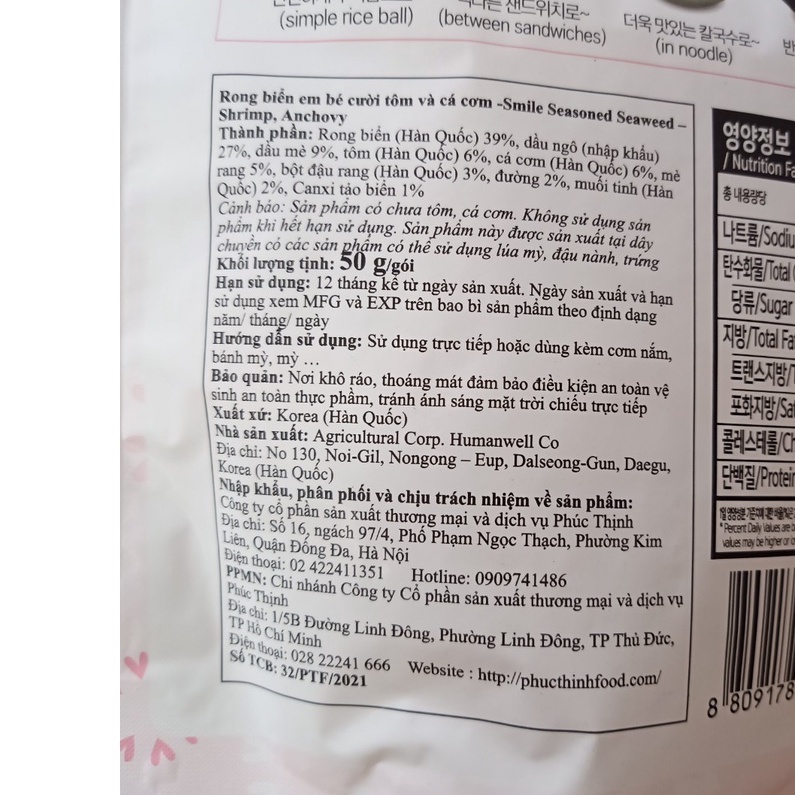 샌드위치로~
더욱 맛있는 칼국수로~
(simple rice ball)
(between sandwiches)
(in noodle)
Rong biển em bé cười tôm và cá cơm -Smile Seasoned Seaweed –
Shrimp, Anchovy
Thành phần: Rong biển (Hàn Quốc) 39%, dầu ngô (nhập khẩu)
27%, dầu mè 9%, tôm (Hàn Quốc) 6%, cá cơm (Hàn Quốc) 6%, mè
rang 5%, bột đậu rang (Hàn Quốc) 3%, đường 2%, muối tinh (Hàn
Quốc) 2%, Canxi tảo biển 1%
Cảnh báo: Sản phẩm có chưa tôm, cá cơm. Không sử dụng sản
phẩm khi hết hạn sử dụng. Sản phẩm này được sản xuất tại dây
chuyền có các sản phẩm có thể sử dụng lúa mỳ, đậu nành, trứng
Khối lượng tịnh: 50 g/gói
Hạn sử dụng: 12 tháng kể từ ngày sản xuất. Ngày sản xuất và hạn
sử dụng xem MFG và EXP trên bao bì sản phẩm theo định dạng
năm/ tháng/ ngày
Hướng dẫn sử dụng: Sử dụng trực tiếp hoặc dùng kèm cơm nắm,
bánh mỳ, mỳ ...
Bảo quản: Nơi khô ráo, thoáng mát đảm bảo điều kiện an toàn vệ
sinh an toàn thực phẩm, tránh ánh sáng mặt trời chiếu trực tiếp
Xuất xứ: Korea (Hàn Quốc)
Nhà sản xuất: Agricultural Corp. Humanwell Co
Địa chỉ: No 130, Noi-Gil, Nongong – Eup, Dalseong-Gun, Daegu,
Korea (Hàn Quốc)
Nhập khẩu, phân phối và chịu trách nhiệm về sản phẩm:
Công ty cổ phần sản xuất thương mại và dịch vụ Phúc Thịnh
Địa chỉ: Số 16, ngách 97/4, Phố Phạm Ngọc Thạch, Phường Kim
Liên, Quận Đống Đa, Hà Nội
Điện thoại: 02 422411351 Hotline: 0909741486
PPMN: Chi nhánh Công ty Cổ phần sản xuất thương mại và dịch vụ
Phúc Thịnh
Địa chỉ: 1/5B Đường Linh Đông, Phường Linh Đông, TP Thủ Đức,
TP Hồ Chí Minh
Điện thoại: 028 22241 666 Website : http://phucthinhfood.com/
Số TCB: 32/PTF/2021
영양정보
/ Nutrition Fa
총 내용량당
나트륨/Sodiu
탄수화물/Total
당류/Sugar
지방/Total Fa
트랜스지방/T
포화지방/Sat
콜레스테롤/Ch
단백질/Protein
* Percent Daily Values are b
values may be higher or lo
8 809178